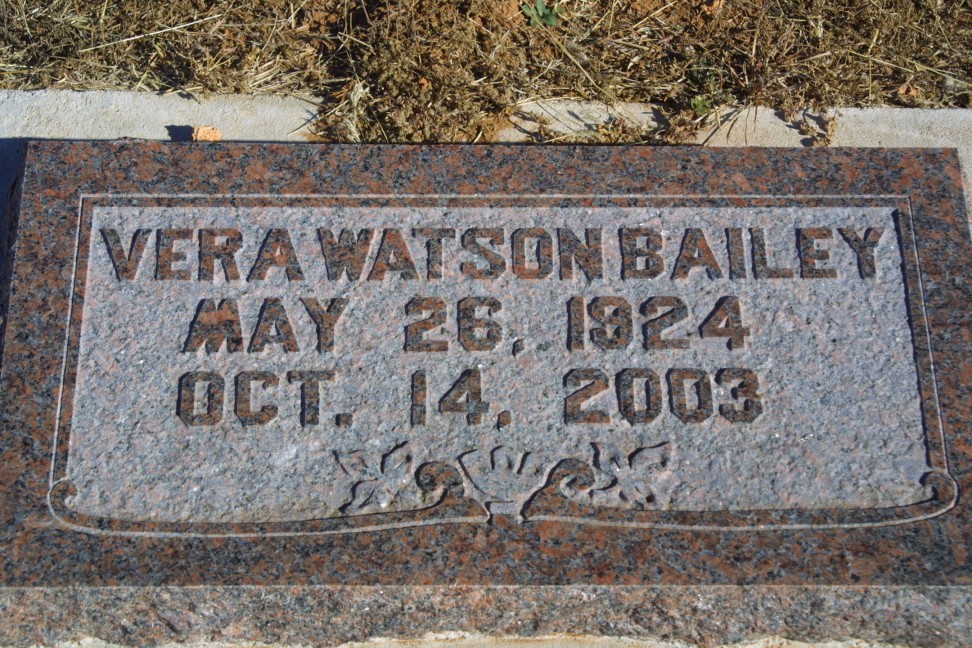 VERA WATSON BAILEY
MAY 26, 1924
OCT. 14, 2003